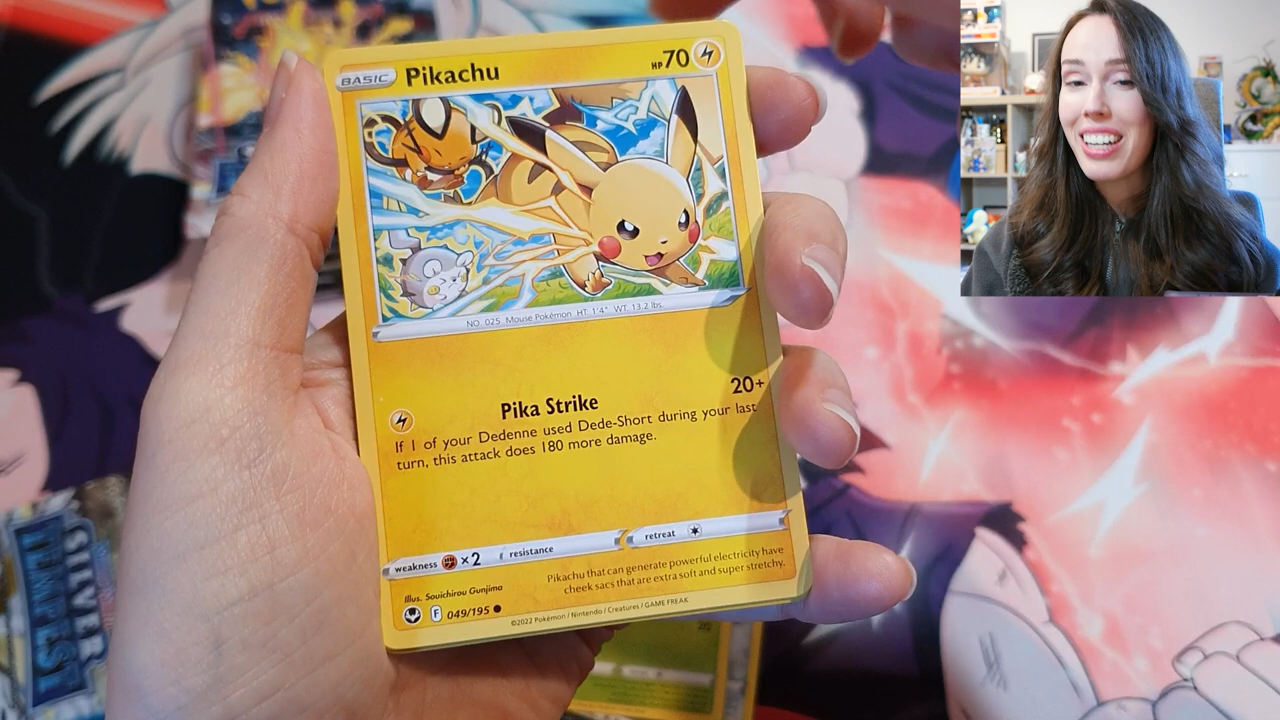 BASIC Pikachu HP 70
NO. 025 Mouse Pokémon HT: 1'4" WT: 13.2 lbs.
Pika Strike 20+
If 1 of your Dedenne used Dede-Short during your last
turn, this attack does 180 more damage.
weakness ×2 resistance retreat
Pikachu that can generate powerful electricity have
cheek sacs that are extra soft and super stretchy.
Illus. Souichirou Gunjima
F 049/195
©2022 Pokémon / Nintendo / Creatures / GAME FREAK
SILVER
TEMPEST